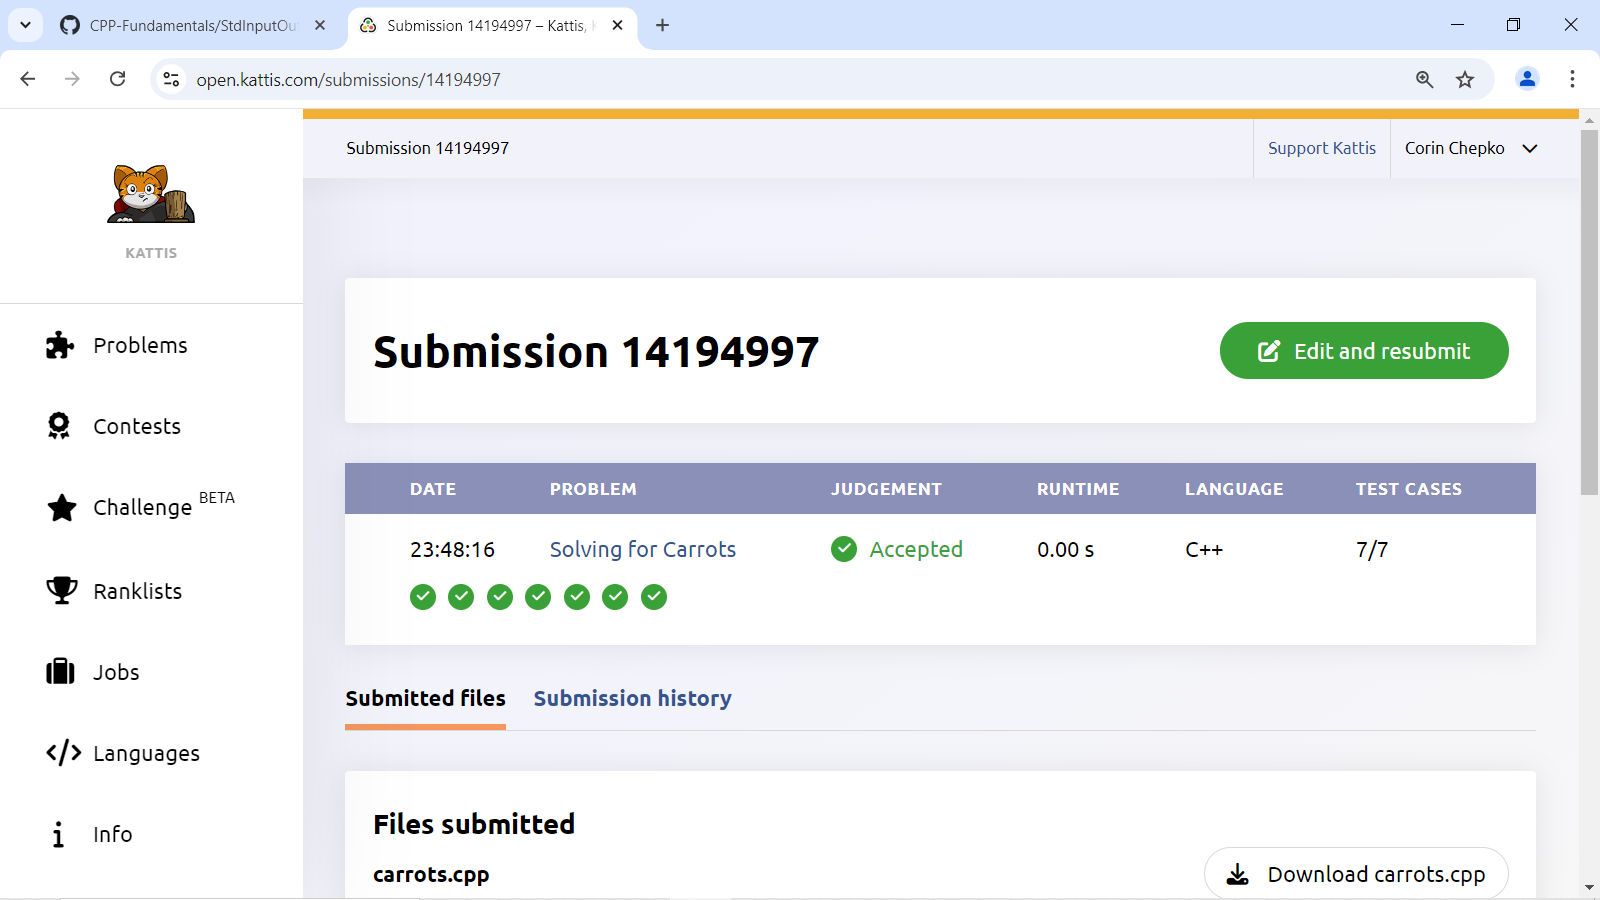 CPP-Fundamentals/StdInputOu
Submission 14194997 – Kattis,
open.kattis.com/submissions/14194997
Submission 14194997
Support Kattis
Corin Chepko
KATTIS
Problems
Contests
Challenge BETA
Ranklists
Jobs
Languages
Info
Submission 14194997
Edit and resubmit
DATE PROBLEM JUDGEMENT RUNTIME LANGUAGE TEST CASES
23:48:16 Solving for Carrots Accepted 0.00 s C++ 7/7
Submitted files Submission history
Files submitted
carrots.cpp
Download carrots.cpp